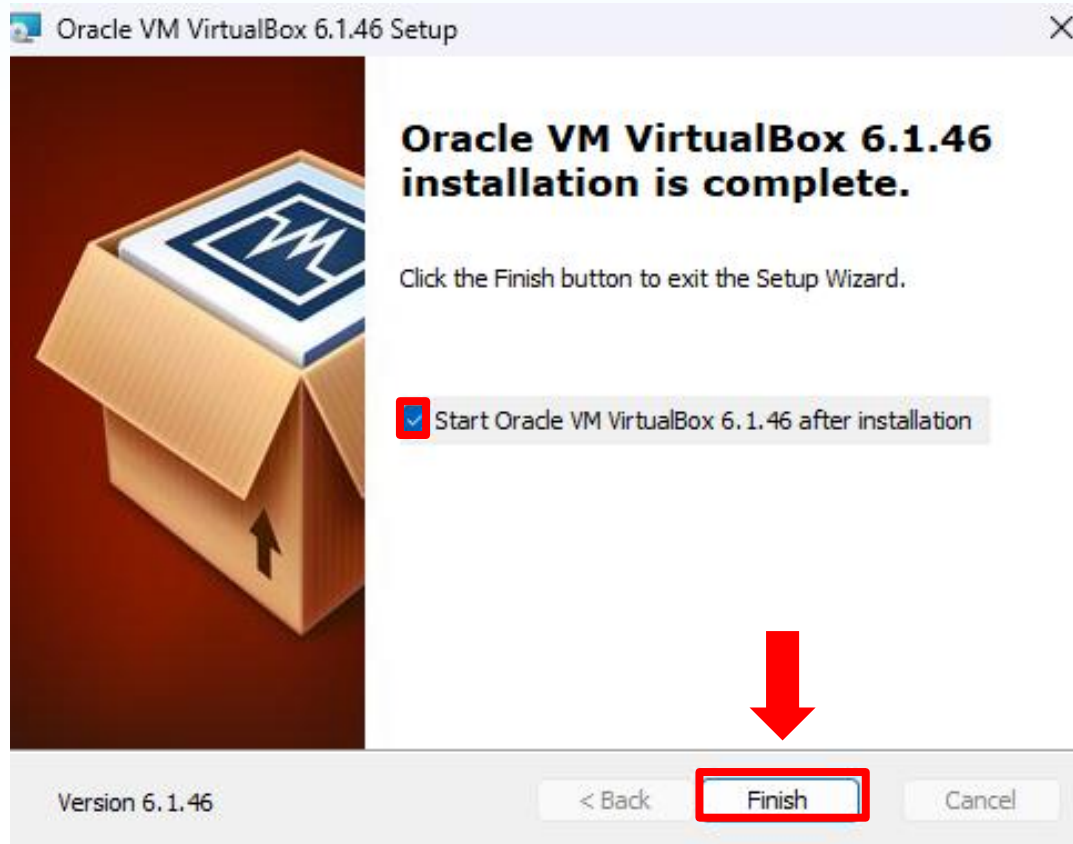 Oracle VM VirtualBox 6.1.46 Setup
Oracle VM VirtualBox 6.1.46
installation is complete.
Click the Finish button to exit the Setup Wizard.
Start Oracle VM VirtualBox 6.1.46 after installation
Version 6.1.46
< Back
Finish
Cancel